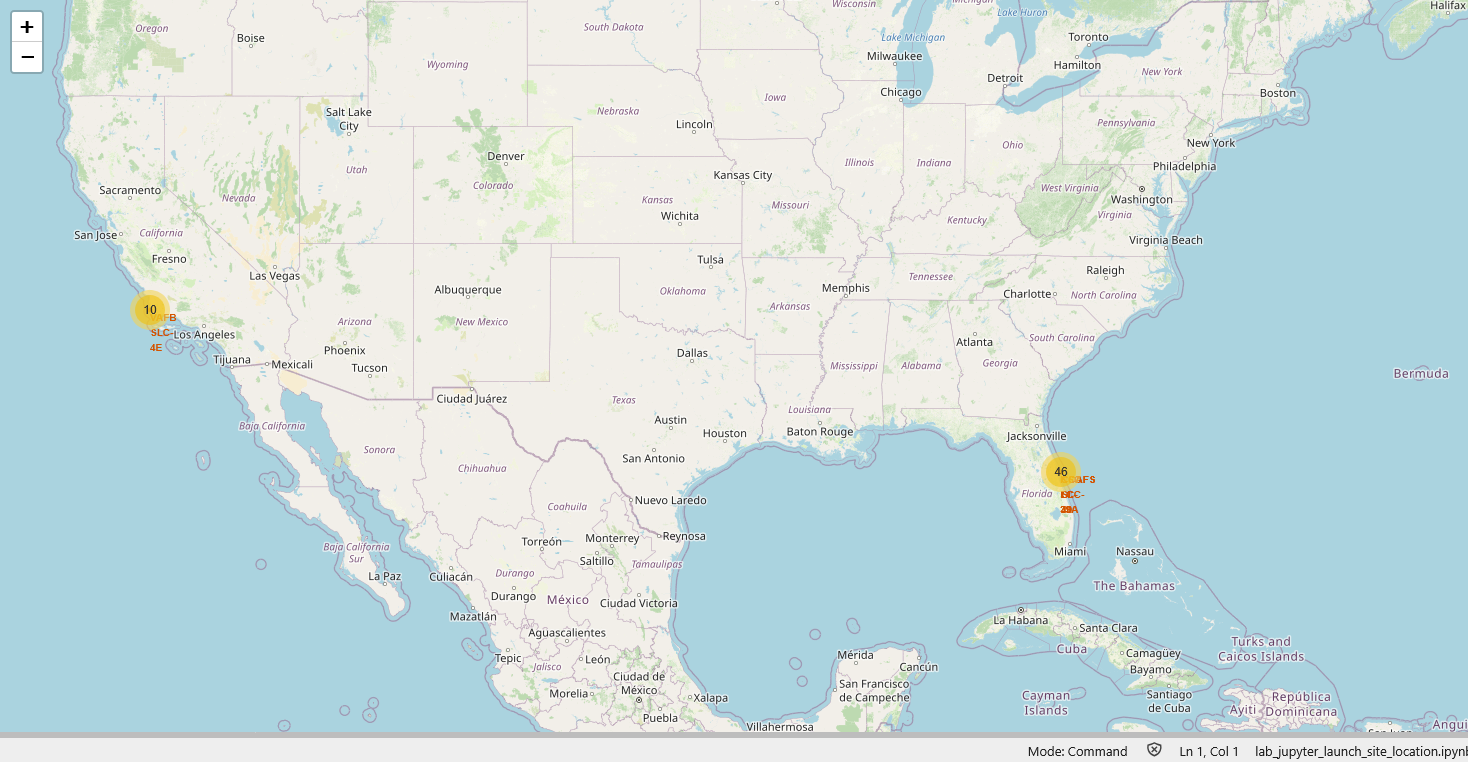 +
−
Oregon
Boise
South Dakota
Wisconsin
Michigan
Lake Huron
Halifax
Toronto
Lake Michigan
Milwaukee
Hamilton
Wyoming
Detroit
New York
Chicago
Boston
Iowa
Nebraska
Salt Lake
City
Lincoln
Pennsylvania
New York
Ohio
Denver
Illinois
Indiana
Philadelphia
Utah
Colorado
Kansas City
Sacramento
Nevada
Kansas
Missouri
West Virginia
Washington
Wichita
Kentucky
Virginia
San Jose
California
Virginia Beach
Fresno
Tulsa
Las Vegas
Tennessee
Raleigh
Albuquerque
Oklahoma
Memphis
Charlotte
North Carolina
Arkansas
10
AFB
SLC-
4E
Los Angeles
Arizona
New Mexico
South Carolina
Atlanta
Phoenix
Dallas
Tijuana
Mexicali
Tucson
Mississippi
Alabama
Georgia
Bermuda
Ciudad Juárez
Texas
Louisiana
Austin
Baja California
Houston
Baton Rouge
Jacksonville
Sonora
San Antonio
Chihuahua
46
AFS
Florida
Nuevo Laredo
Coahuila
Baja California
Sur
Torreón
Monterrey
Reynosa
Saltillo
Tamaulipas
Miami
Nassau
La Paz
Culiacán
Durango
The Bahamas
Durango
México
Ciudad Victoria
Mazatlán
La Habana
Santa Clara
Aguascalientes
Cuba
Camagüey
Turks and
Caicos Islands
Tepic
León
Jalisco
Mérida
Cancún
Bayamo
Ciudad de
México
San Francisco
de Campeche
Morelia
Xalapa
Cayman
Islands
Santiago
de Cuba
República
Dominicana
Ayiti
Puebla
Villahermosa
Mode: Command
Ln 1, Col 1
lab_jupyter_launch_site_location.ipynb